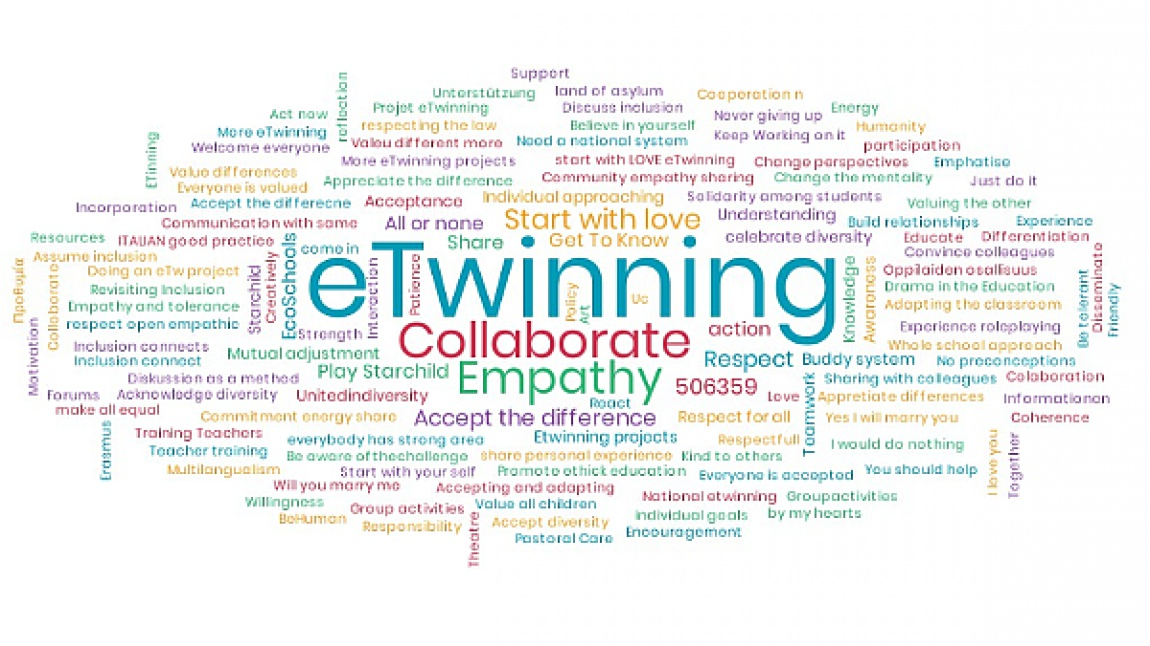 Support
Unterstützung
land of asylum
Cooperation n
reflection
Act now
Projet eTwinning
Discuss inclusion
Energy
Never giving up
More eTwinning
respecting the law
Believe in yourself
Humanity
ETinning
Welcome everyone
Valeu different more
Need a national system
Keep Working on it
participation
More eTwinning projects
start with LOVE eTwinning
Change perspectives
Emphatise
Value differences
Everyone is valued
Appreciate the difference
Community empathy sharing
Change the mentality
Just do it
Incorporation
Accept the differecne
Acceptance
Individual approaching
Solidarity among students
Valuing the other
Communication with same
All or none
Start with love
Understanding
Build relationships
Experience
Resources
ITALIAN good practice
come in
Share
Get To Know
celebrate diversity
Educate
Differentiation
Assume inclusion
Convince colleagues
Προθυμία
Collaborate
Doing an eTw project
Starchild
Creatively
EcoSchools
eTwinning
Interaction
Patience
Policy
Art
Uc
Knowledge
Awareness
Oppilaiden osallisuus
Be tolerant
Disseminate
Friendly
Revisiting Inclusion
Drama in the Education
Empathy and tolerance
Adapting the classroom
Motivation
respect open empathic
Strength
Collaborate
action
Experience roleplaying
Inclusion connects
Whole school approach
Inclusion connect
Mutual adjustment
Respect
Buddy system
No preconceptions
Diskussion as a method
Play Starchild
Empathy
506359
Teamwork
Sharing with colleagues
Colaboration
Forums
Acknowledge diversity
Unitedindiversity
React
Love
Appretiate differences
Informationen
make all equal
Commitment energy share
Accept the difference
Respect for all
Yes I will marry you
Coherence
Erasmus
Training Teachers
everybody has strong area
Etwinning projects
Respectfull
I would do nothing
I love you
Together
Teacher training
Be aware of thechallenge
share personal experience
Kind to others
Multilangualism
Start with your self
Promote ethick education
Everyone is accepted
You should help
Will you marry me
Accepting and adapting
National etwinning
Groupactivities
Willingness
Group activities
Value all children
individual goals
by my hearts
BeHuman
Responsibility
Theatre
Accept diversity
Pastoral Care
Encouragement